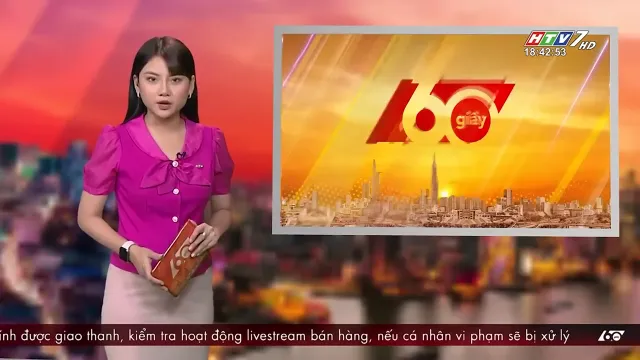 HTV7 HD
18:42:53
60 giây
60
ính được giao thanh, kiểm tra hoạt động livestream bán hàng, nếu cá nhân vi phạm sẽ bị xử lý
60